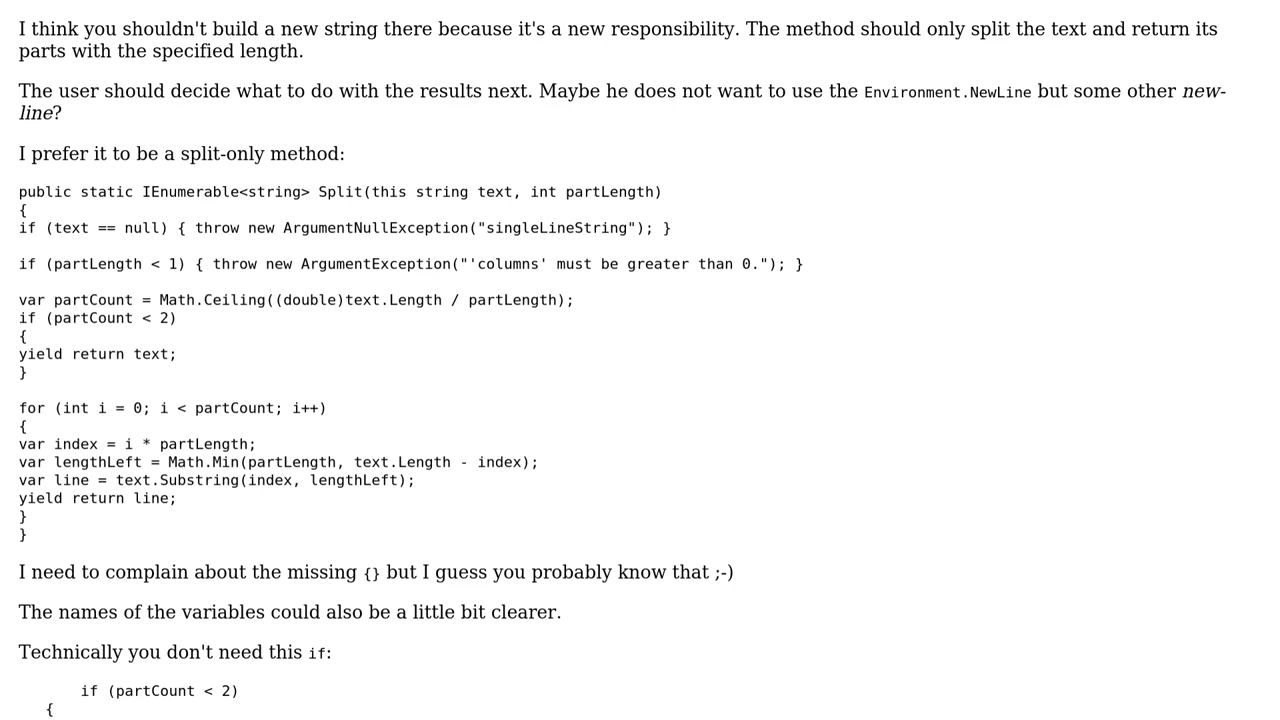 I think you shouldn't build a new string there because it's a new responsibility. The method should only split the text and return its
parts with the specified length.
The user should decide what to do with the results next. Maybe he does not want to use the Environment.NewLine but some other new-
line?
I prefer it to be a split-only method:
public static IEnumerable<string> Split(this string text, int partLength)
{
if (text == null) { throw new ArgumentNullException("singleLineString"); }
if (partLength < 1) { throw new ArgumentException("'columns' must be greater than 0."); }
var partCount = Math.Ceiling((double)text.Length / partLength);
if (partCount < 2)
{
yield return text;
}
for (int i = 0; i < partCount; i++)
{
var index = i * partLength;
var lengthLeft = Math.Min(partLength, text.Length - index);
var line = text.Substring(index, lengthLeft);
yield return line;
}
}
I need to complain about the missing {} but I guess you probably know that ;-)
The names of the variables could also be a little bit clearer.
Technically you don't need this if:
if (partCount < 2)
{